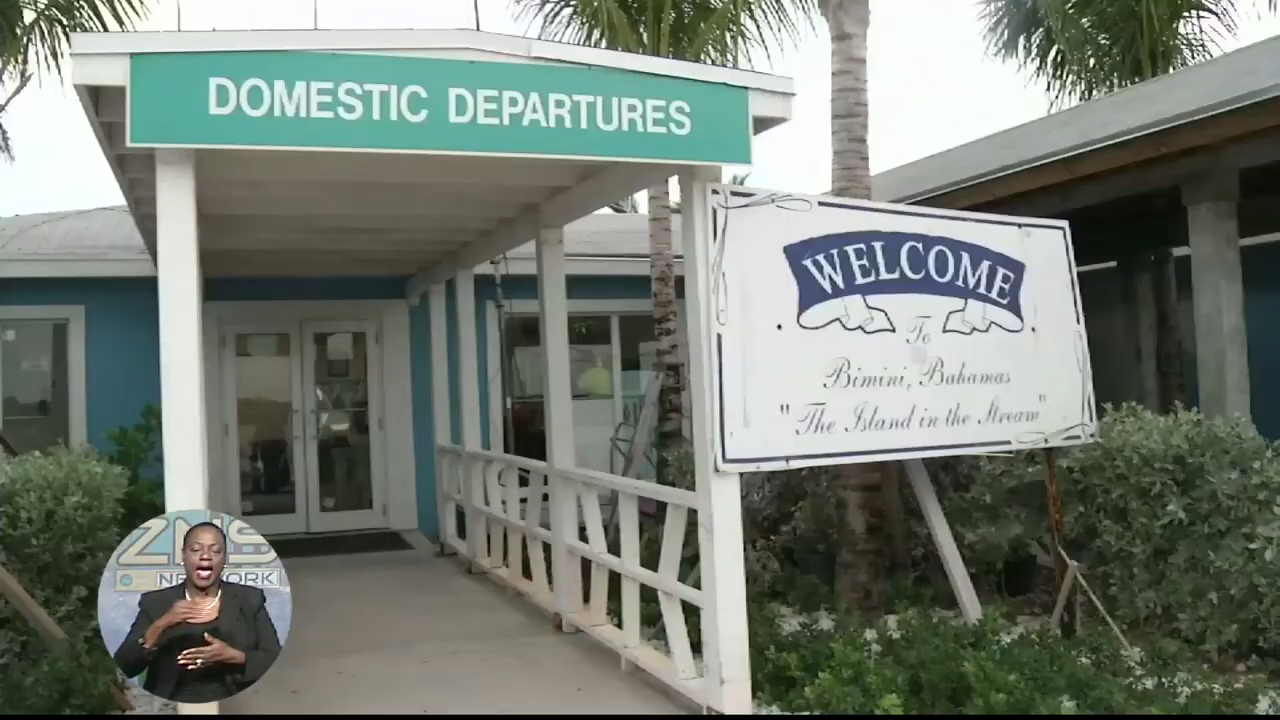 DOMESTIC DEPARTURES
WELCOME
To
Bimini, Bahamas
"The Island in the Stream"
ZNS
NETWORK